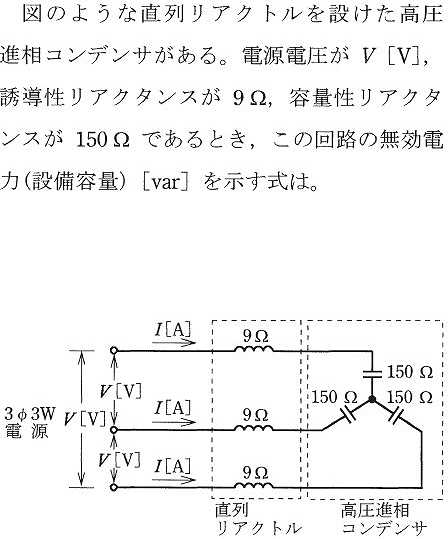 図のような直列リアクトルを設けた高圧
進相コンデンサがある。電源電圧が V [V],
誘導性リアクタンスが 9 Ω, 容量性リアクタ
ンスが 150 Ω であるとき, この回路の無効電
力(設備容量) [var] を示す式は。
I[A]
9 Ω
150 Ω
V[V]
150 Ω
150 Ω
3φ3W
電 源
V[V]
I[A]
9 Ω
V[V]
I[A]
9 Ω
直列
リアクトル
高圧進相
コンデンサ